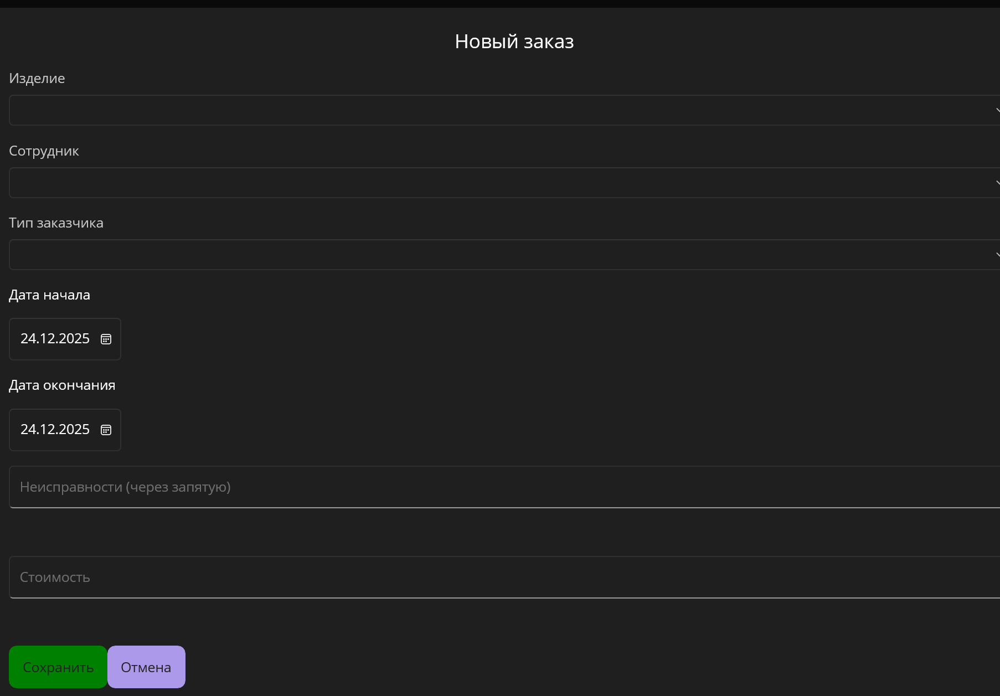 Новый заказ
Изделие
Сотрудник
Тип заказчика
Дата начала
24.12.2025
Дата окончания
24.12.2025
Неисправности (через запятую)
Стоимость
Сохранить Отмена